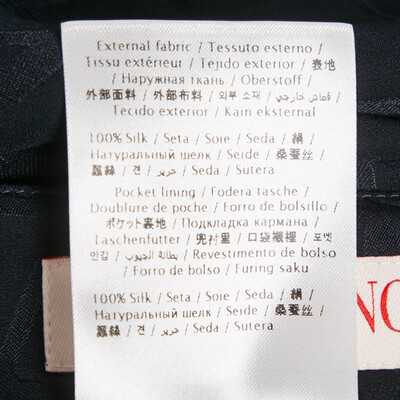 External fabric / Tessuto esterno /
Tissu extérieur / Tejido exterior / 表地
/ Наружная ткань / Oberstoff /
外部面料 / 外部布料 / 외부 소재 / قماش خارجي /
Tecido exterior / Kain eksternal
100% Silk / Seta / Soie / Seda / 絹 /
Натуральный шелк / Seide / 桑蚕丝 /
蠶絲 / 견 / حرير / Seda / Sutera
Pocket lining / Fodera tasche /
Doublure de poche / Forro de bolsillo /
ポケット裏地 / Подкладка кармана /
Taschenfutter / 兜衬里 / 口袋襯裡 / 포켓
안감 / بطانة الجيوب / Revestimento de bolso
/ Forro de bolso / Furing saku
100% Silk / Seta / Soie / Seda / 絹 /
Натуральный шелк / Seide / 桑蚕丝 /
蠶絲 / 견 / حرير / Seda / Sutera
NO